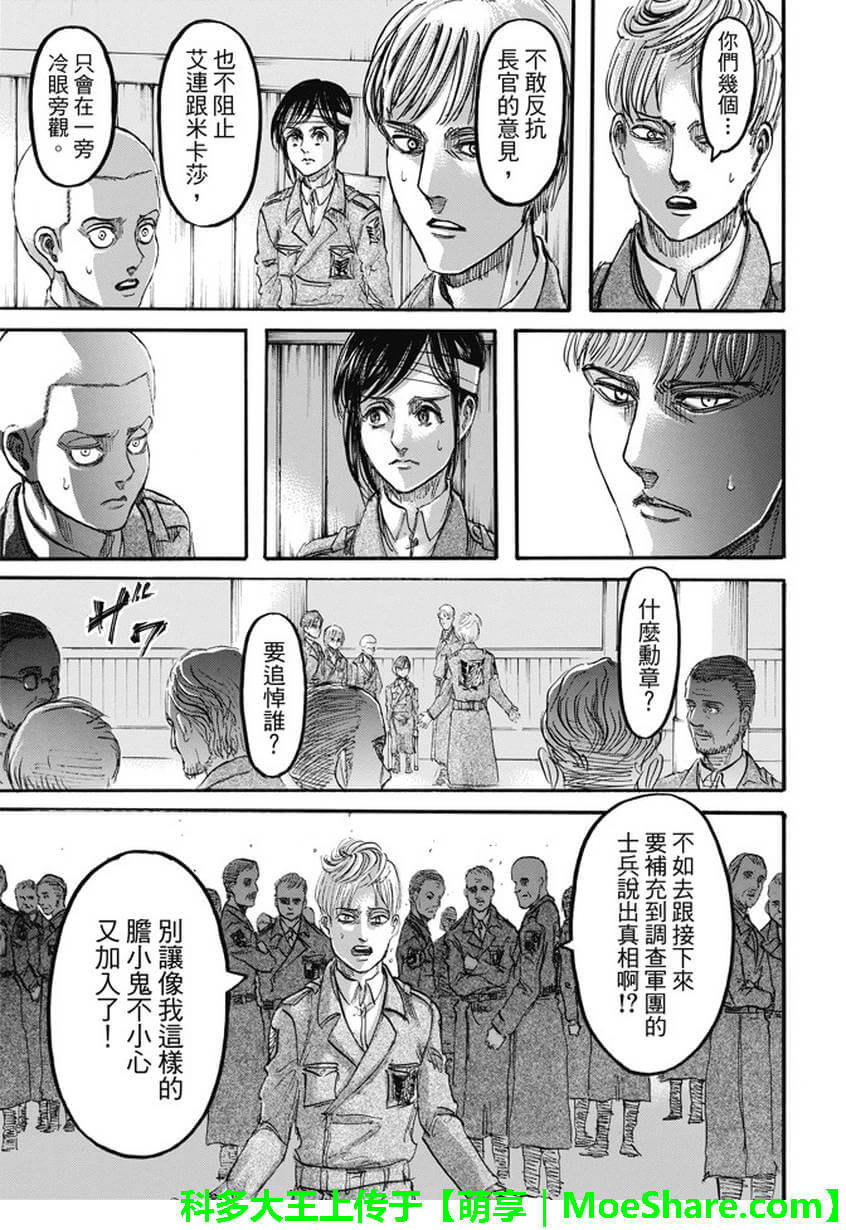 你們幾個…
不敢反抗
長官的意見，
也不阻止
艾連跟米卡莎，
只會在一旁
冷眼旁觀。
什麼勳章？
要追悼誰？
ザワ
不如去跟接下來
要補充到調查軍團的
士兵說出真相啊!?
別讓像我這樣的
膽小鬼不小心
又加入了！
科多大王上传于【萌享｜MoeShare.com】